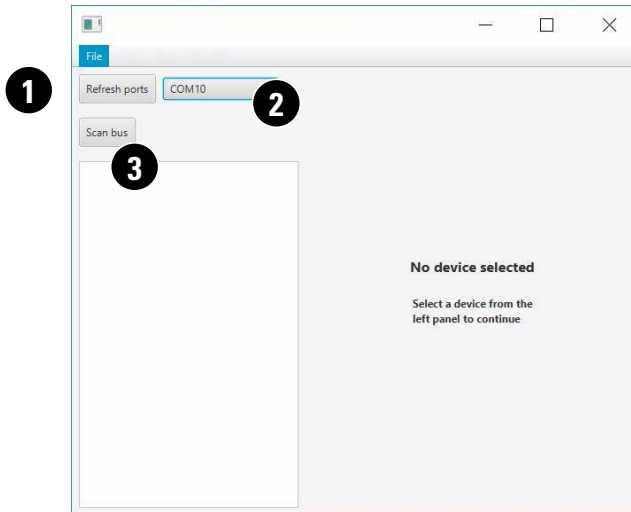 File
1
Refresh ports
COM10
2
Scan bus
3
No device selected
Select a device from the
left panel to continue